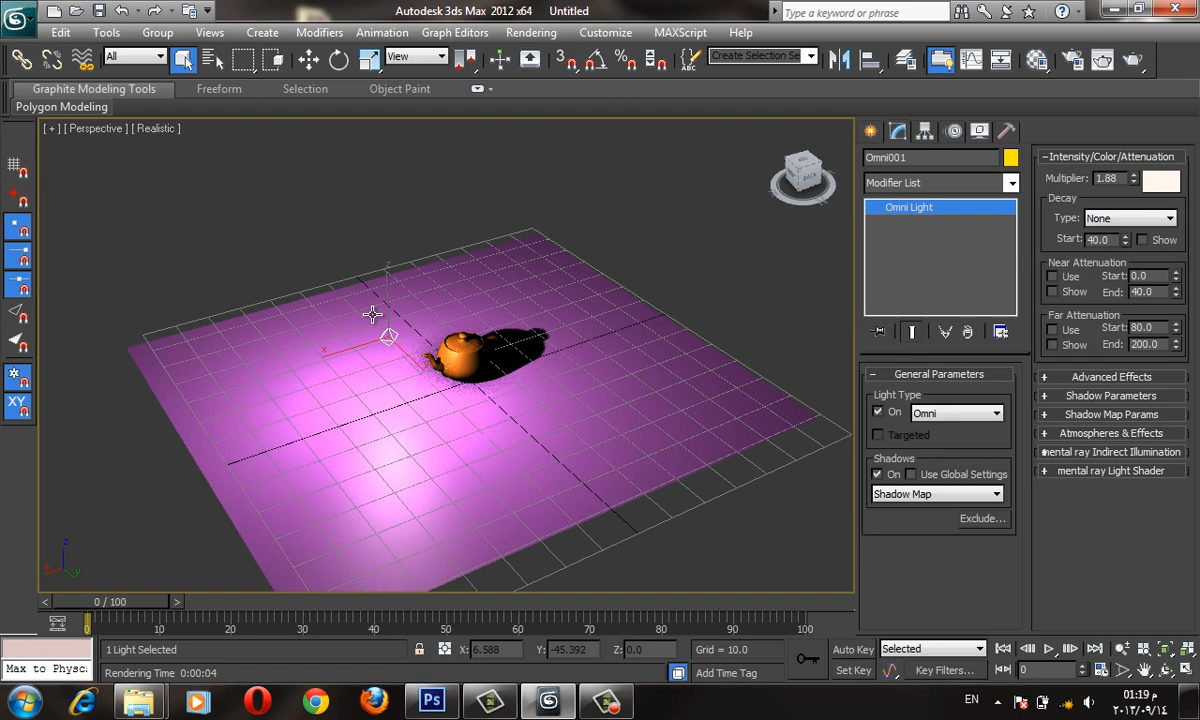 Autodesk 3ds Max 2012 x64 Untitled
Type a keyword or phrase
Edit Tools Group Views Create Modifiers Animation Graph Editors Rendering Customize MAXScript Help
All View Create Selection Se
Graphite Modeling Tools Freeform Selection Object Paint
Polygon Modeling
[ + ] [ Perspective ] [ Realistic ]
Omni001
Modifier List
Omni Light
General Parameters
Light Type
On Omni
Targeted
Shadows
On Use Global Settings
Shadow Map
Exclude...
Intensity/Color/Attenuation
Multiplier: 1.88
Decay
Type: None
Start: 40.0 Show
Near Attenuation
Use Start: 0.0
Show End: 40.0
Far Attenuation
Use Start: 80.0
Show End: 200.0
Advanced Effects
Shadow Parameters
Shadow Map Params
Atmospheres & Effects
mental ray Indirect Illumination
mental ray Light Shader
z
x
z
x
y
0 / 100
0 10 20 30 40 50 60 70 80 90 100
1 Light Selected X: 6.588 Y: -45.392 Z: 0.0 Grid = 10.0 Auto Key Selected
Max to Physc
Rendering Time 0:00:04 Add Time Tag Set Key Key Filters... 0
Ps EN
01:19 م
٢٠١٣/٠٩/١٤